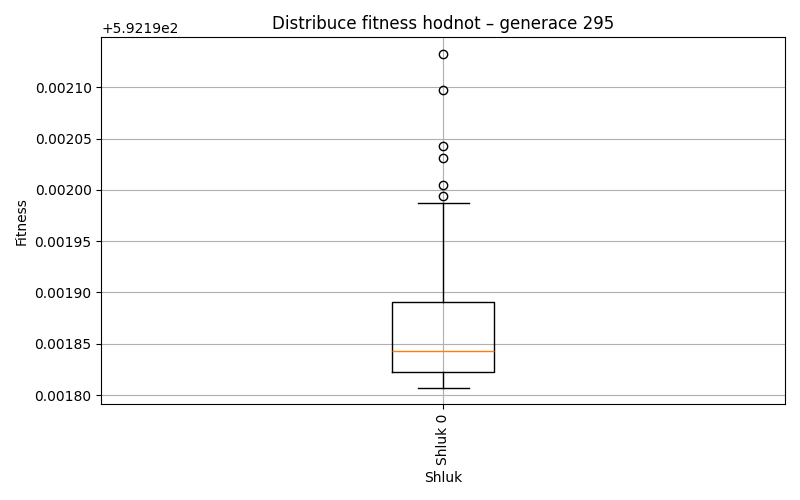 Distribuce fitness hodnot – generace 295
+5.9219e2
0.00210
0.00205
0.00200
0.00195
0.00190
0.00185
0.00180
Fitness
Shluk 0
Shluk